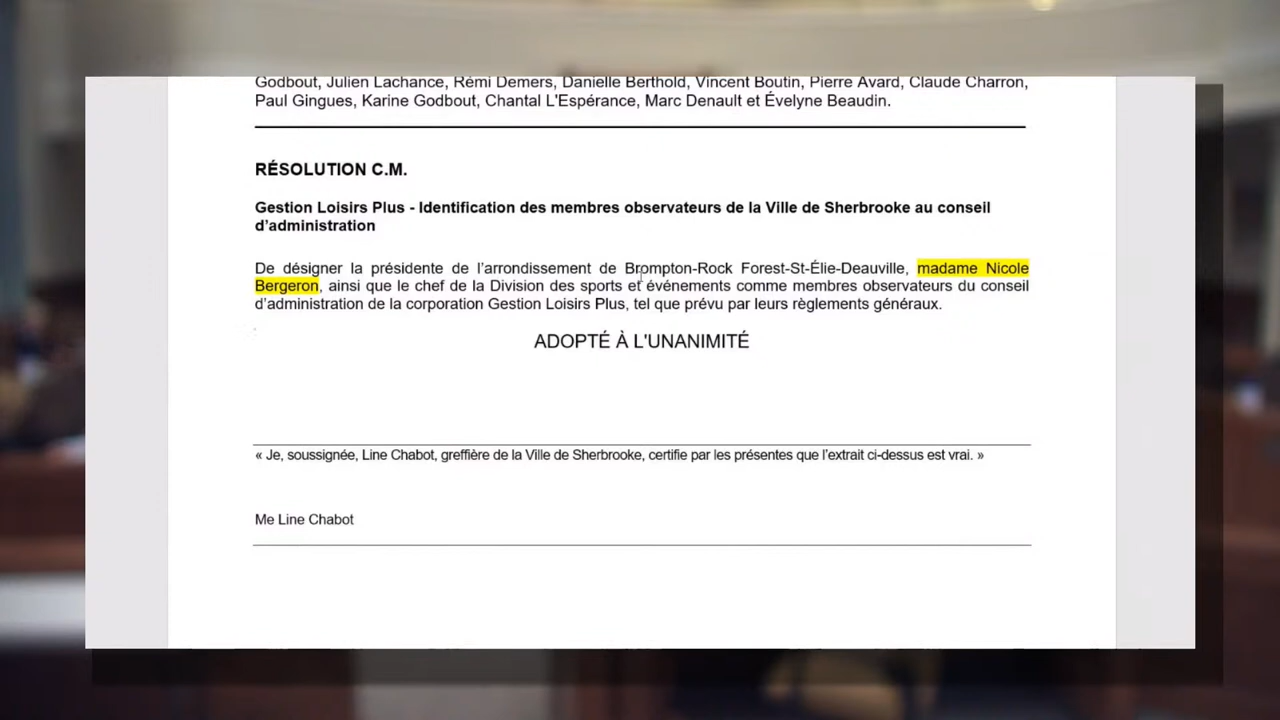 Godbout, Julien Lachance, Rémi Demers, Danielle Berthold, Vincent Boutin, Pierre Avard, Claude Charron,
Paul Gingues, Karine Godbout, Chantal L'Espérance, Marc Denault et Évelyne Beaudin.
RÉSOLUTION C.M.
Gestion Loisirs Plus - Identification des membres observateurs de la Ville de Sherbrooke au conseil
d’administration
De désigner la présidente de l’arrondissement de Brompton-Rock Forest-St-Élie-Deauville, madame Nicole
Bergeron, ainsi que le chef de la Division des sports et événements comme membres observateurs du conseil
d’administration de la corporation Gestion Loisirs Plus, tel que prévu par leurs règlements généraux.
ADOPTÉ À L'UNANIMITÉ
« Je, soussignée, Line Chabot, greffière de la Ville de Sherbrooke, certifie par les présentes que l’extrait ci-dessus est vrai. »
Me Line Chabot